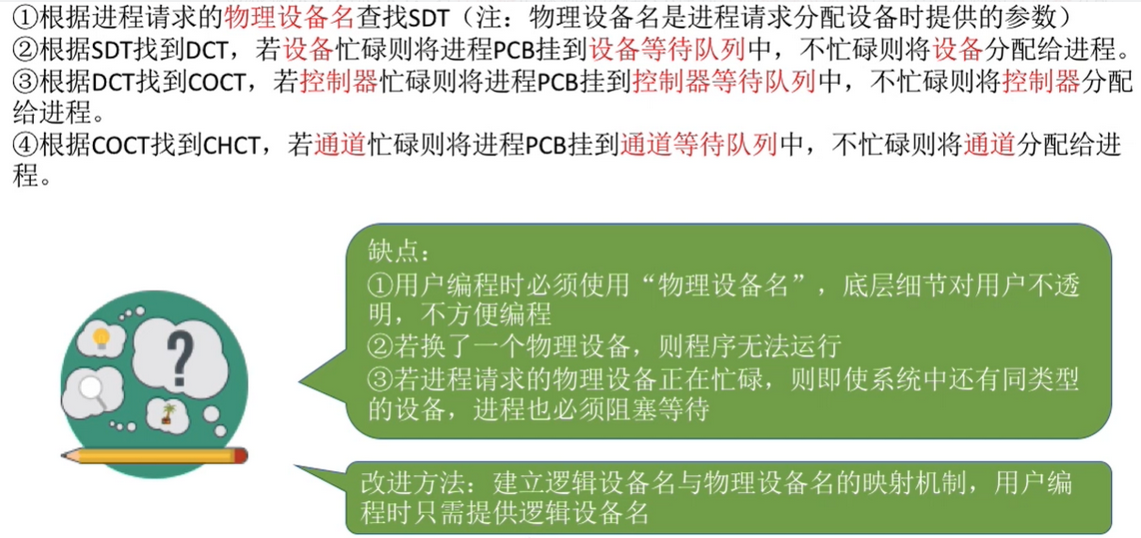 ①根据进程请求的物理设备名查找SDT（注：物理设备名是进程请求分配设备时提供的参数）
②根据SDT找到DCT，若设备忙碌则将进程PCB挂到设备等待队列中，不忙碌则将设备分配给进程。
③根据DCT找到COCT，若控制器忙碌则将进程PCB挂到控制器等待队列中，不忙碌则将控制器分配
给进程。
④根据COCT找到CHCT，若通道忙碌则将进程PCB挂到通道等待队列中，不忙碌则将通道分配给进
程。
缺点：
①用户编程时必须使用“物理设备名”，底层细节对用户不透
明，不方便编程
②若换了一个物理设备，则程序无法运行
③若进程请求的物理设备正在忙碌，则即使系统中还有同类型
的设备，进程也必须阻塞等待
?
改进方法：建立逻辑设备名与物理设备名的映射机制，用户编
程时只需提供逻辑设备名